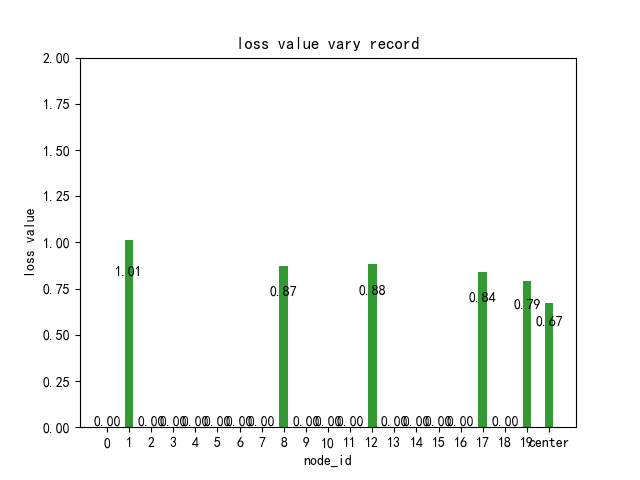 loss value vary record
2.00
1.75
1.50
1.25
1.00
0.75
0.50
0.25
0.00
loss value
0.00 1.01 0.00 0.00 0.00 0.00 0.00 0.00 0.87 0.00 0.00 0.00 0.88 0.00 0.00 0.00 0.00 0.84 0.00 0.79 0.67
0 1 2 3 4 5 6 7 8 9 10 11 12 13 14 15 16 17 18 19 center
node_id